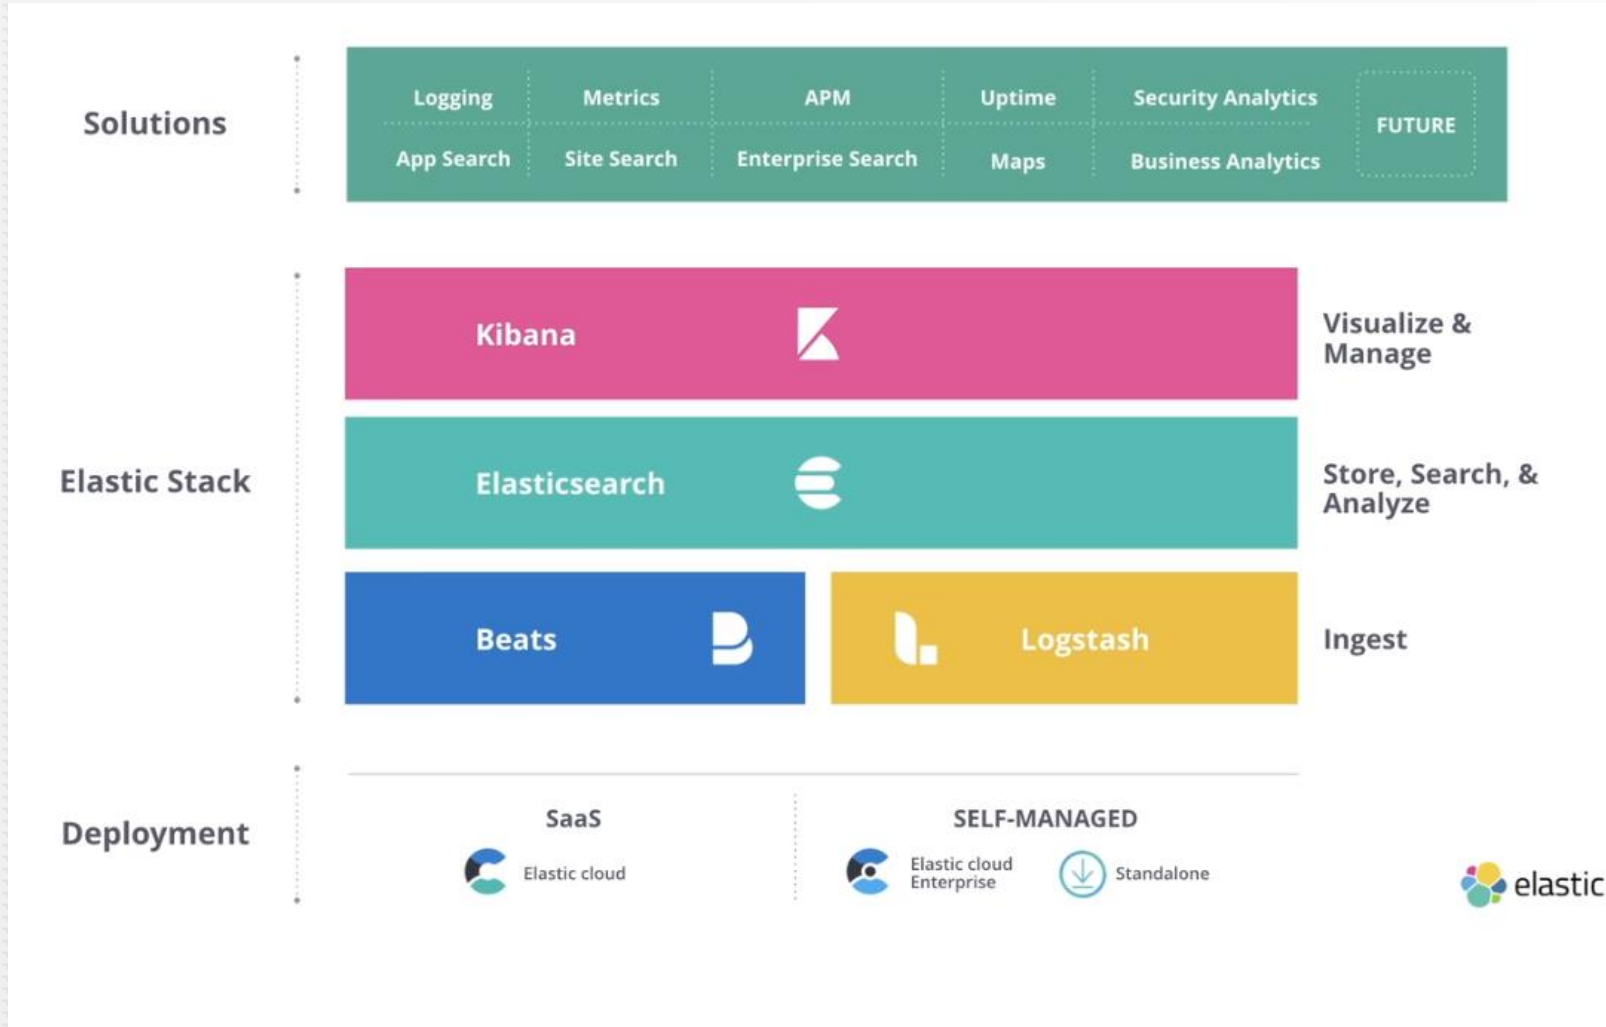 Solutions
Logging
Metrics
APM
Uptime
Security Analytics
App Search
Site Search
Enterprise Search
Maps
Business Analytics
FUTURE
Elastic Stack
Kibana
Visualize &
Manage
Elasticsearch
Store, Search, &
Analyze
Beats
Logstash
Ingest
Deployment
SaaS
Elastic cloud
SELF-MANAGED
Elastic cloud
Enterprise
Standalone
elastic